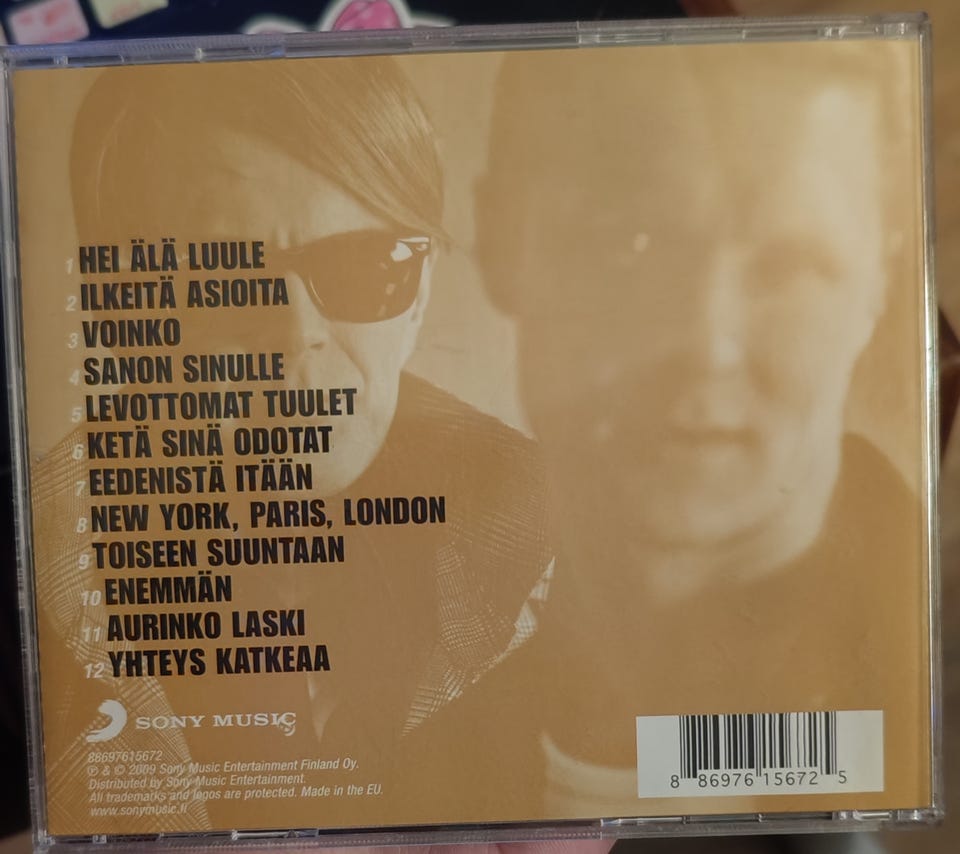 1 HEI ÄLÄ LUULE
2 ILKEITÄ ASIOITA
3 VOINKO
4 SANON SINULLE
5 LEVOTTOMAT TUULET
6 KETÄ SINÄ ODOTAT
7 EEDENISTÄ ITÄÄN
8 NEW YORK, PARIS, LONDON
9 TOISEEN SUUNTAAN
10 ENEMMÄN
11 AURINKO LASKI
12 YHTEYS KATKEAA
SONY MUSIC
88697615672
℗ & © 2009 Sony Music Entertainment Finland Oy.
Distributed by Sony Music Entertainment.
All trademarks and logos are protected. Made in the EU.
www.sonymusic.fi
8 86976 15672 5